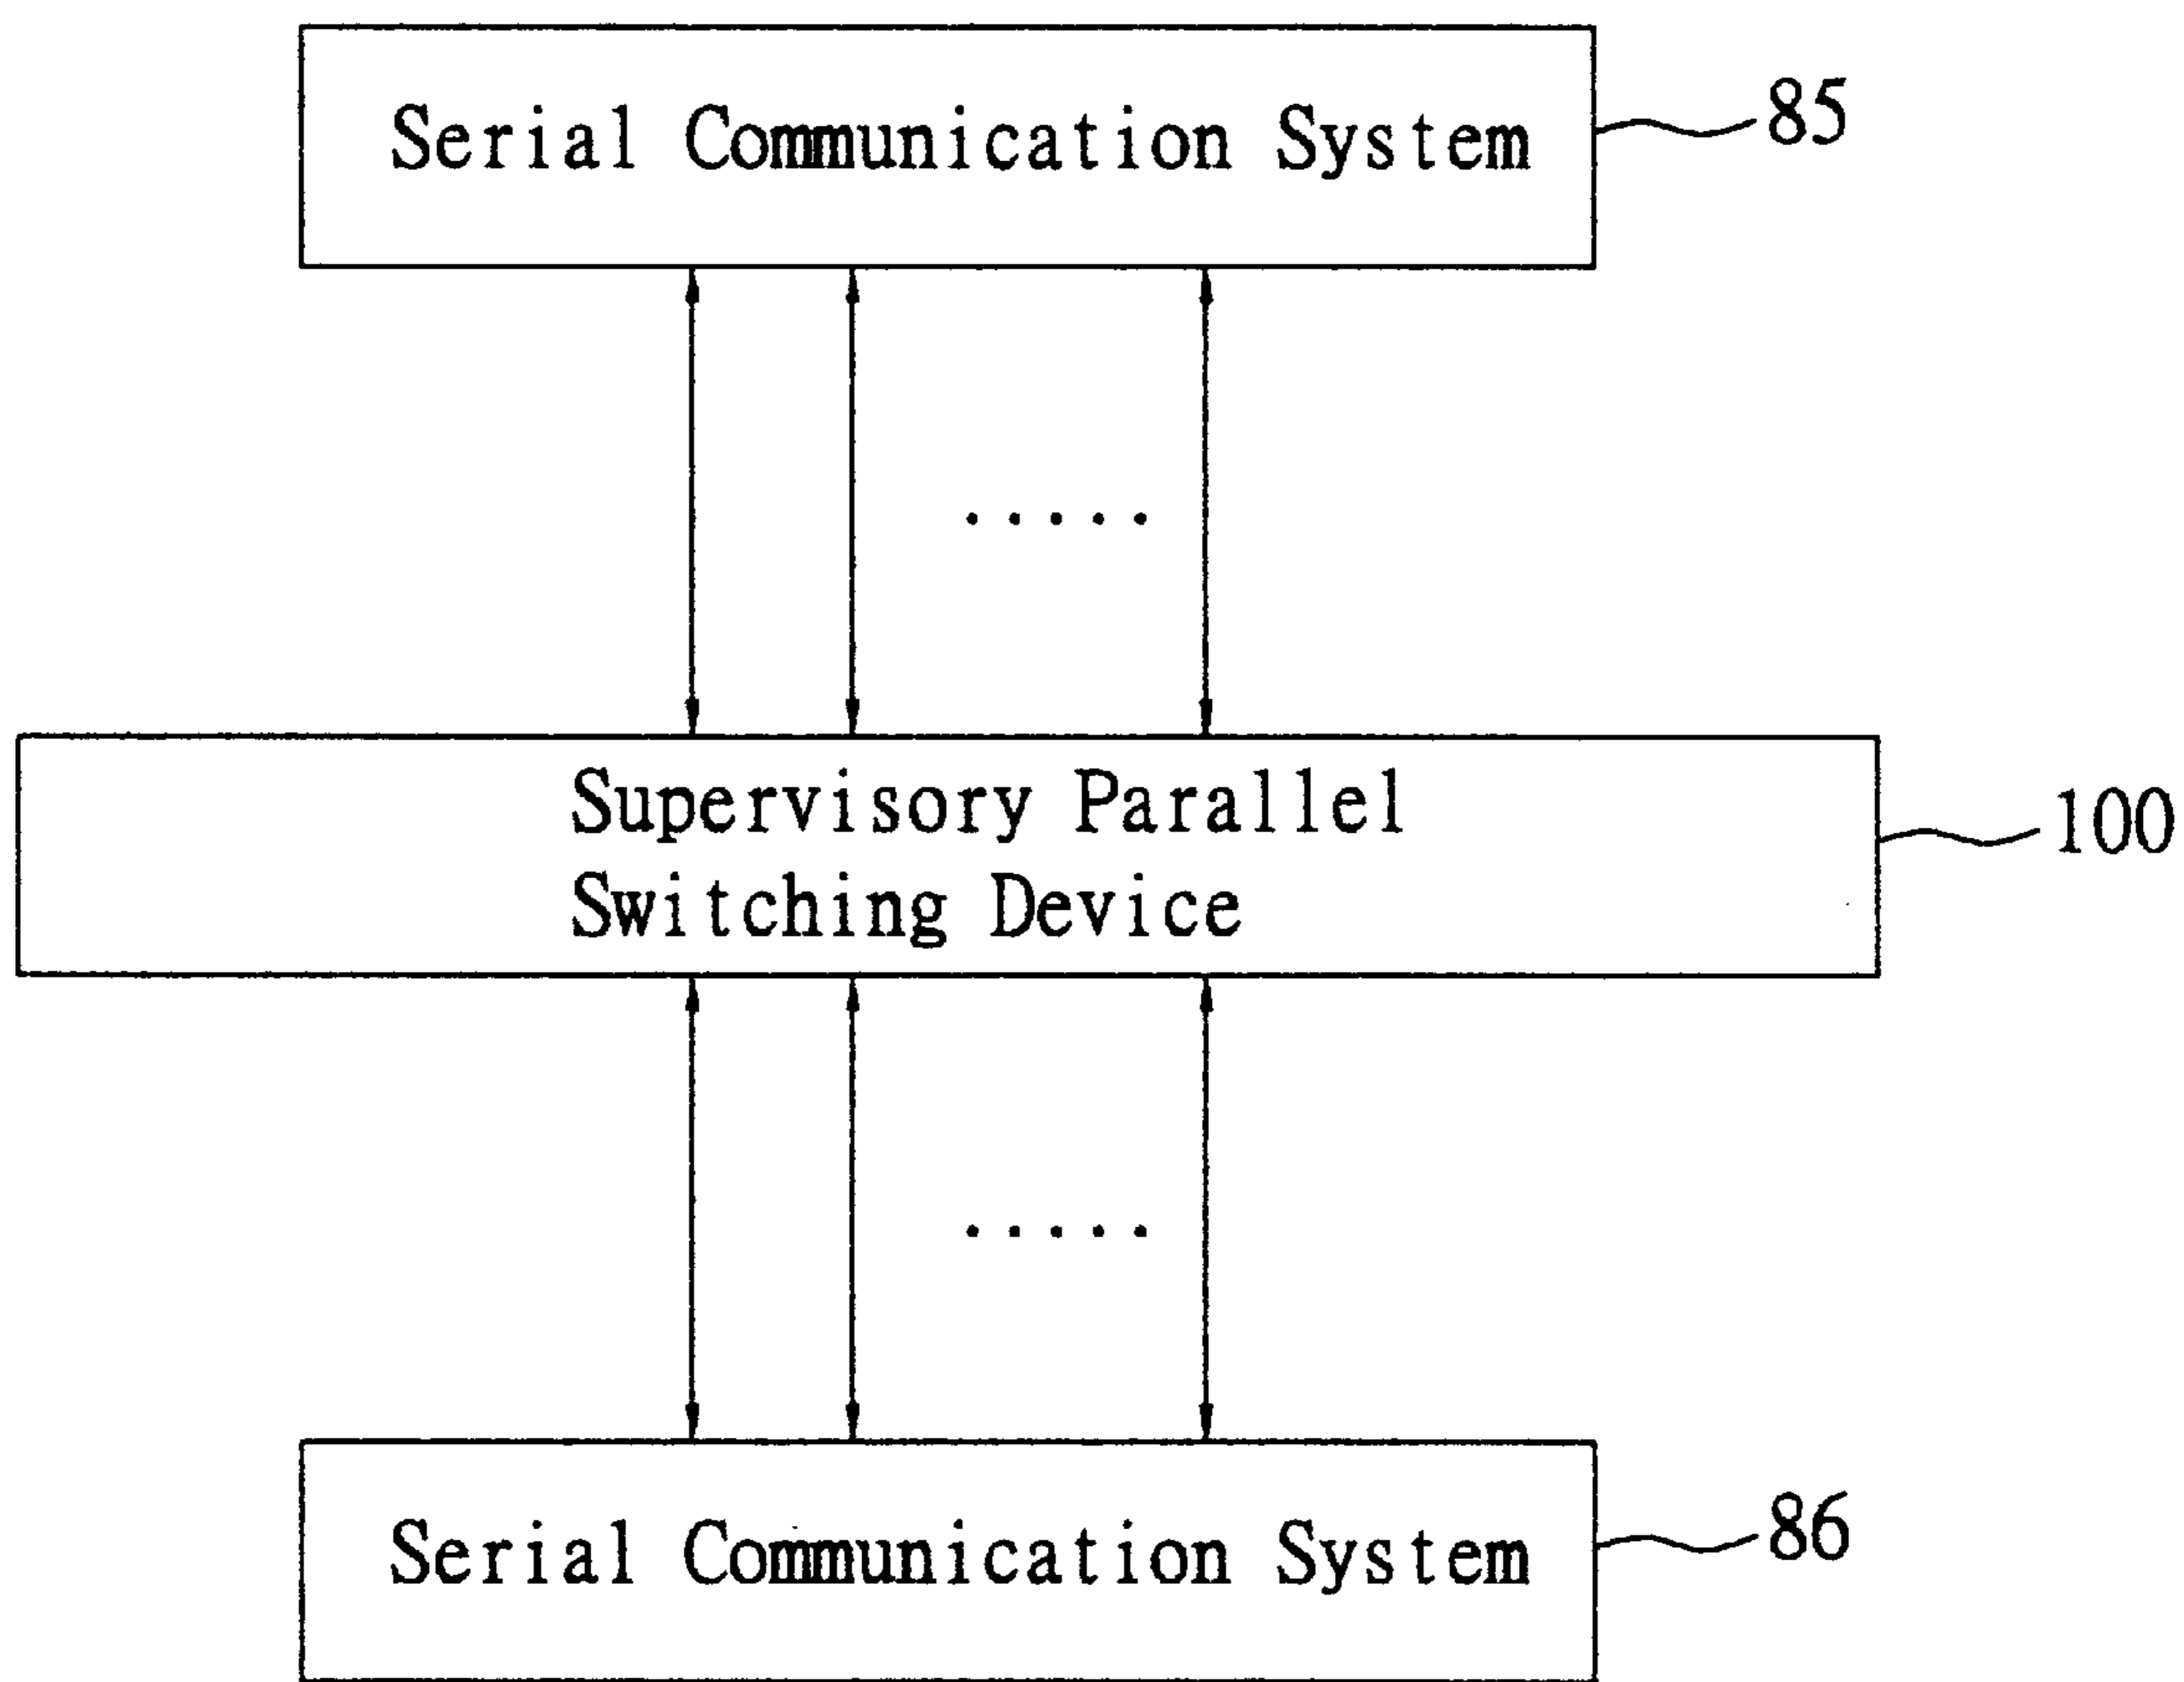 Serial Communication System
85
.....
Supervisory Parallel
Switching Device
100
.....
Serial Communication System
86